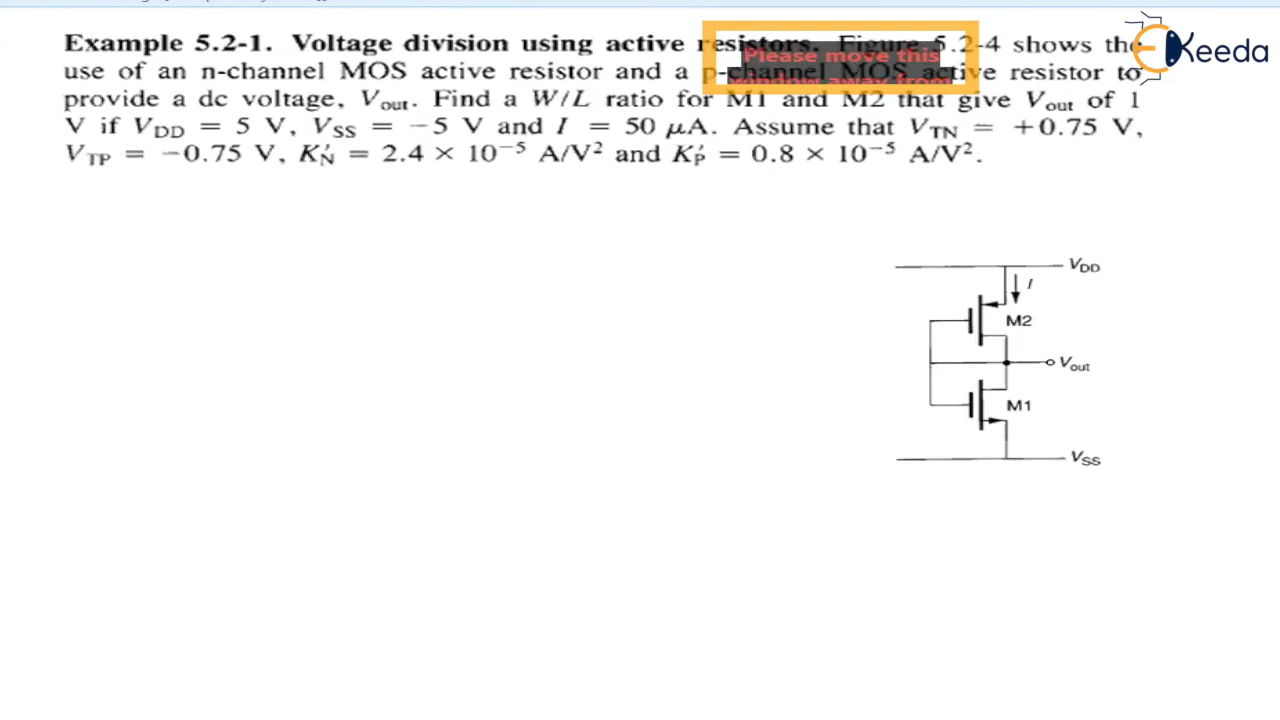 Example 5.2-1. Voltage division using active resistors. Figure 5.2-4 shows the
use of an n-channel MOS active resistor and a p-channel MOS active resistor to
provide a dc voltage, Vout. Find a W/L ratio for M1 and M2 that give Vout of 1
V if VDD = 5 V, VSS = −5 V and I = 50 μA. Assume that VTN = +0.75 V,
VTP = −0.75 V, K′N = 2.4 × 10⁻⁵ A/V² and K′P = 0.8 × 10⁻⁵ A/V².
Please move this
window away from
Keeda
VDD
I
M2
Vout
M1
VSS